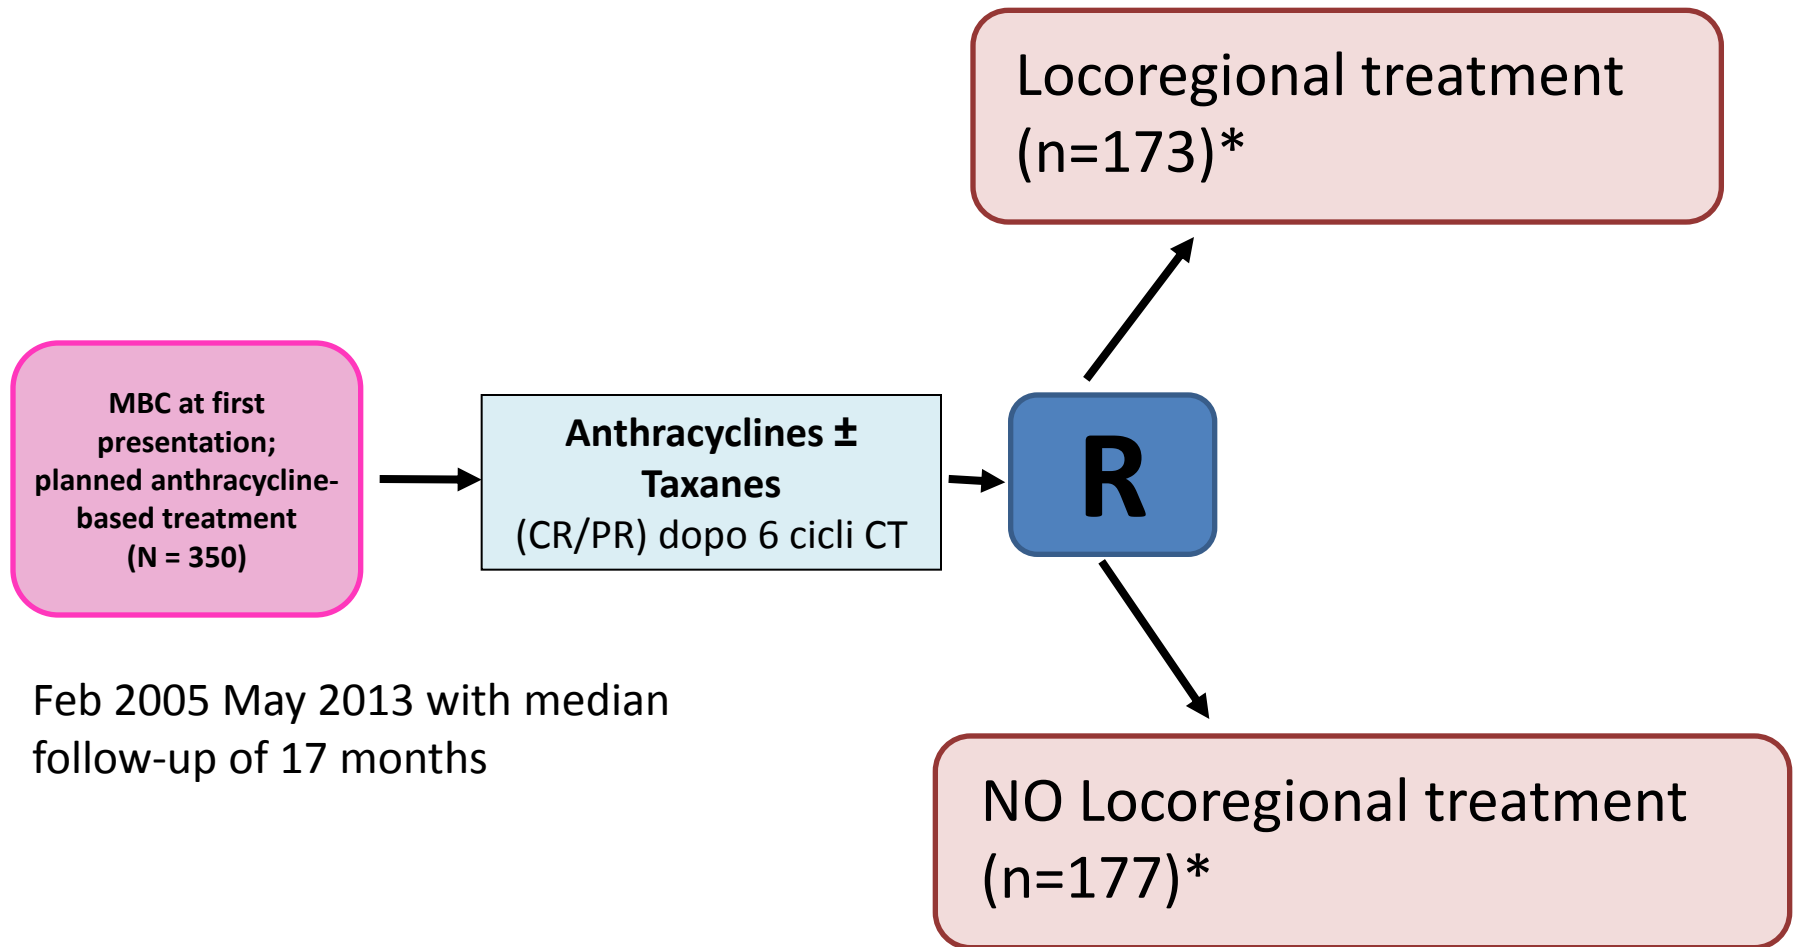 Locoregional treatment
(n=173)*
MBC at first
presentation;
planned anthracycline-
based treatment
(N = 350)
Anthracyclines ±
Taxanes
(CR/PR) dopo 6 cicli CT
R
Feb 2005 May 2013 with median
follow-up of 17 months
NO Locoregional treatment
(n=177)*